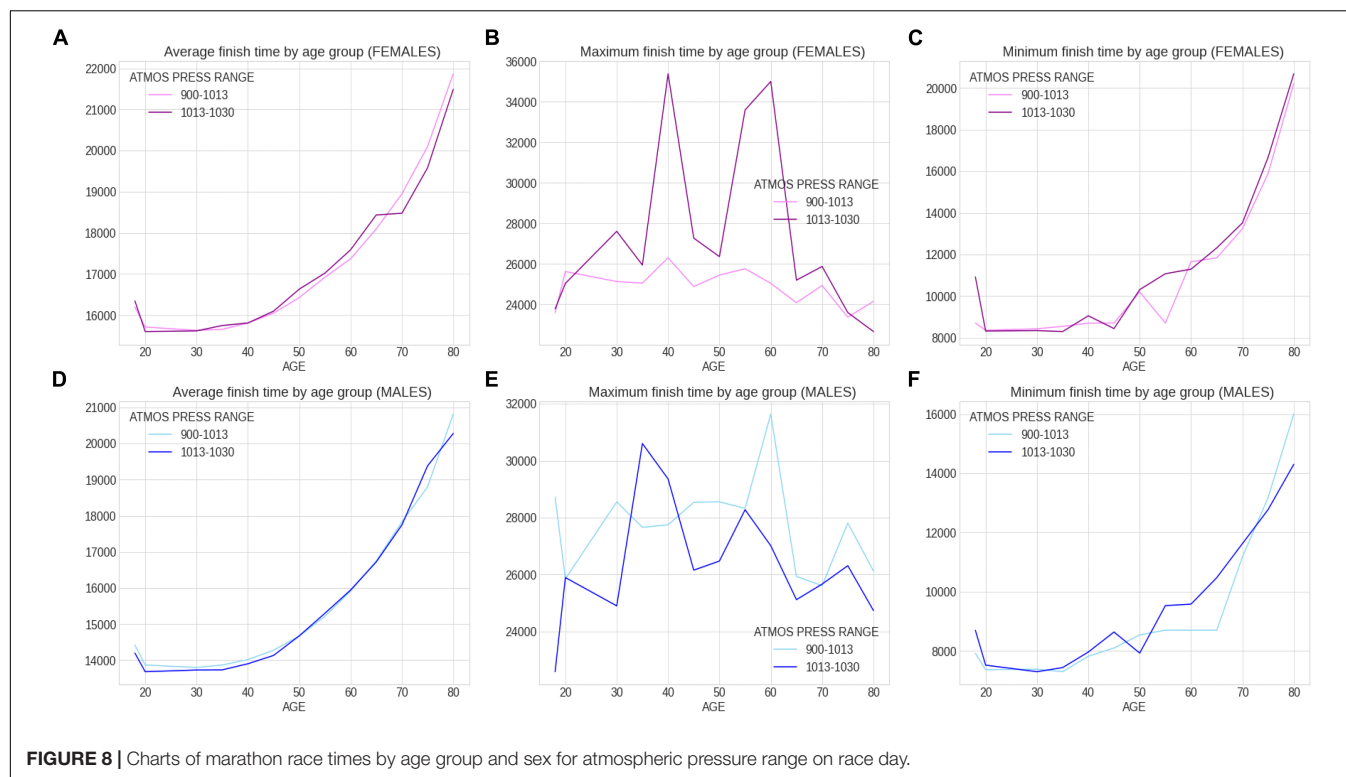 A
Average finish time by age group (FEMALES)
ATMOS PRESS RANGE
900-1013
1013-1030
22000
21000
20000
19000
18000
17000
16000
20 30 40 50 60 70 80
AGE
B
Maximum finish time by age group (FEMALES)
36000
34000
32000
30000
28000
26000
24000
ATMOS PRESS RANGE
900-1013
1013-1030
20 30 40 50 60 70 80
AGE
C
Minimum finish time by age group (FEMALES)
ATMOS PRESS RANGE
900-1013
1013-1030
20000
18000
16000
14000
12000
10000
8000
20 30 40 50 60 70 80
AGE
D
Average finish time by age group (MALES)
ATMOS PRESS RANGE
900-1013
1013-1030
21000
20000
19000
18000
17000
16000
15000
14000
20 30 40 50 60 70 80
AGE
E
Maximum finish time by age group (MALES)
32000
30000
28000
26000
24000
ATMOS PRESS RANGE
900-1013
1013-1030
20 30 40 50 60 70 80
AGE
F
Minimum finish time by age group (MALES)
ATMOS PRESS RANGE
900-1013
1013-1030
16000
14000
12000
10000
8000
20 30 40 50 60 70 80
AGE
FIGURE 8 | Charts of marathon race times by age group and sex for atmospheric pressure range on race day.